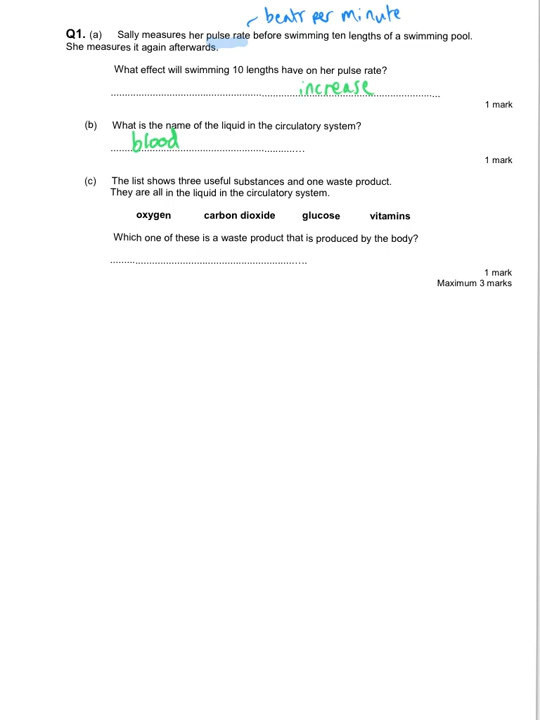 beats per minute
Q1. (a) Sally measures her pulse rate before swimming ten lengths of a swimming pool.
She measures it again afterwards.
What effect will swimming 10 lengths have on her pulse rate?
increase
1 mark
(b) What is the name of the liquid in the circulatory system?
blood
1 mark
(c) The list shows three useful substances and one waste product.
They are all in the liquid in the circulatory system.
oxygen carbon dioxide glucose vitamins
Which one of these is a waste product that is produced by the body?
1 mark
Maximum 3 marks